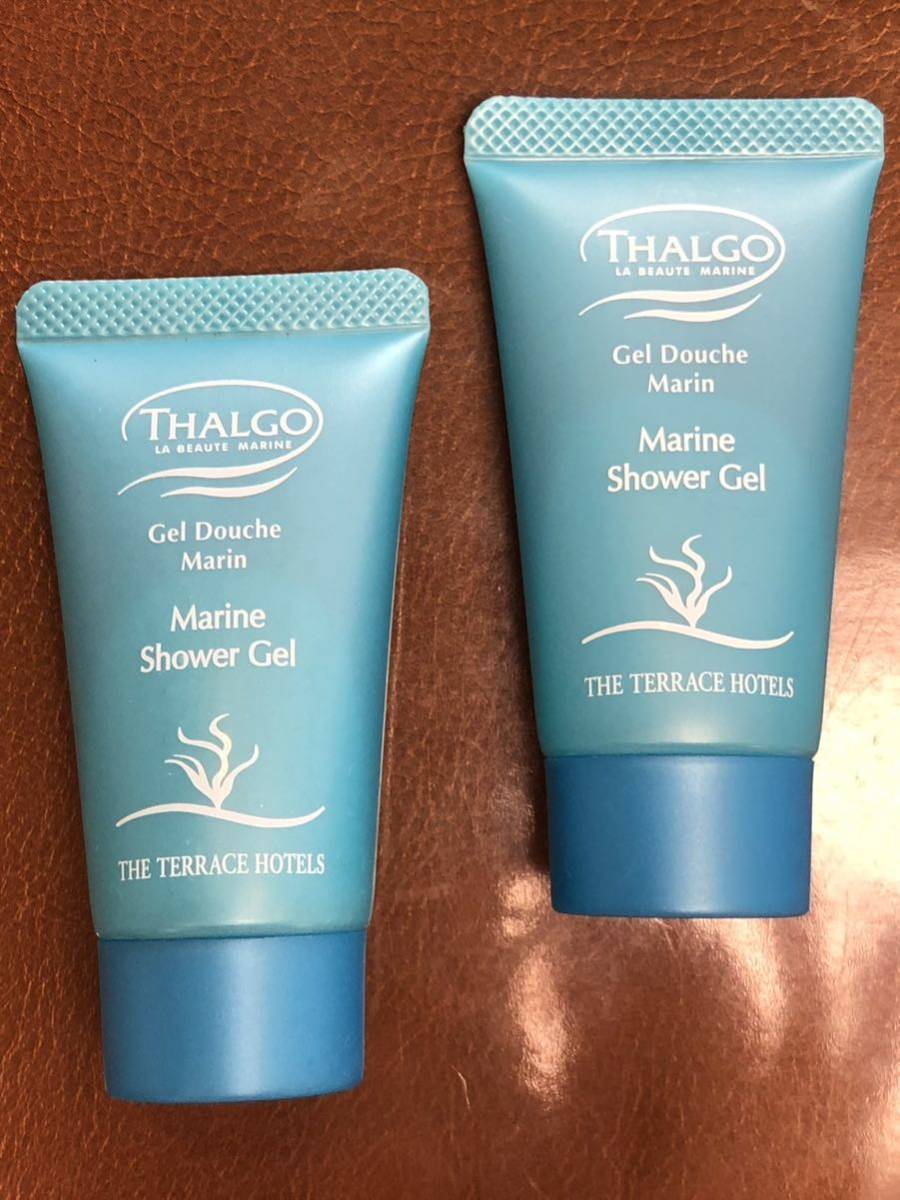 THALGO
LA BEAUTE MARINE
Gel Douche
Marin
Marine
Shower Gel
THE TERRACE HOTELS
THALGO
LA BEAUTE MARINE
Gel Douche
Marin
Marine
Shower Gel
THE TERRACE HOTELS